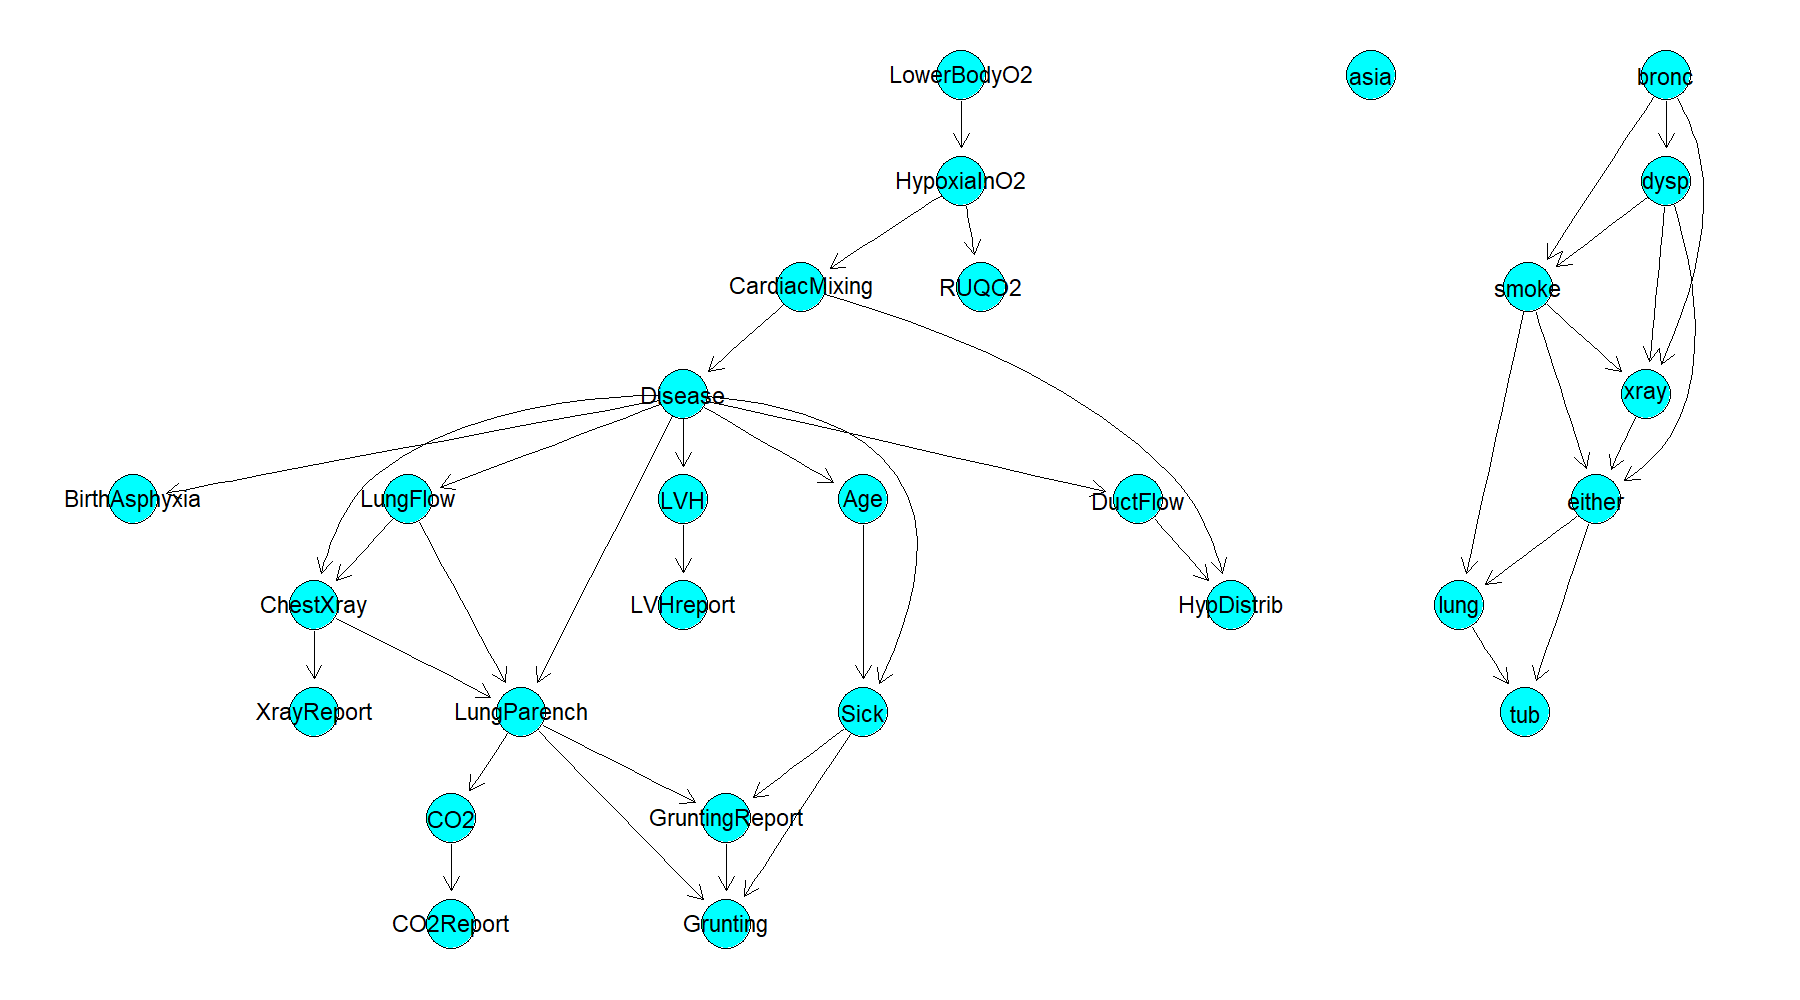 LowerBodyO2
asia
bronc
HypoxiaInO2
dysp
CardiacMixing
RUQO2
smoke
Disease
xray
BirthAsphyxia
LungFlow
LVH
Age
DuctFlow
either
ChestXray
LVHreport
HypDistrib
lung
XrayReport
LungParench
Sick
tub
CO2
GruntingReport
CO2Report
Grunting